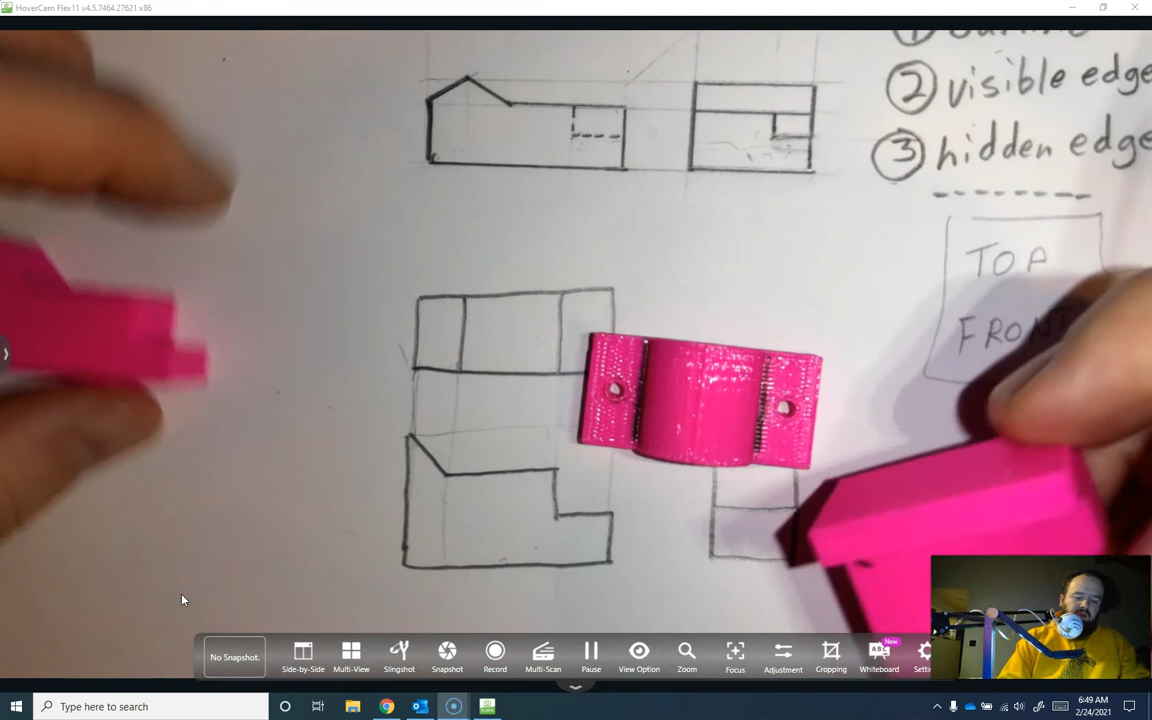 HoverCam Flex11 v4.5.7464.27621 x86
② visible edge
③ hidden edge
TOP
FRONT
No Snapshot.
Side-by-Side
Multi-View
Slingshot
Snapshot
Record
Multi-Scan
Pause
View Option
Zoom
Focus
Adjustment
Cropping
New
Whiteboard
Type here to search
6:49 AM
2/24/2021